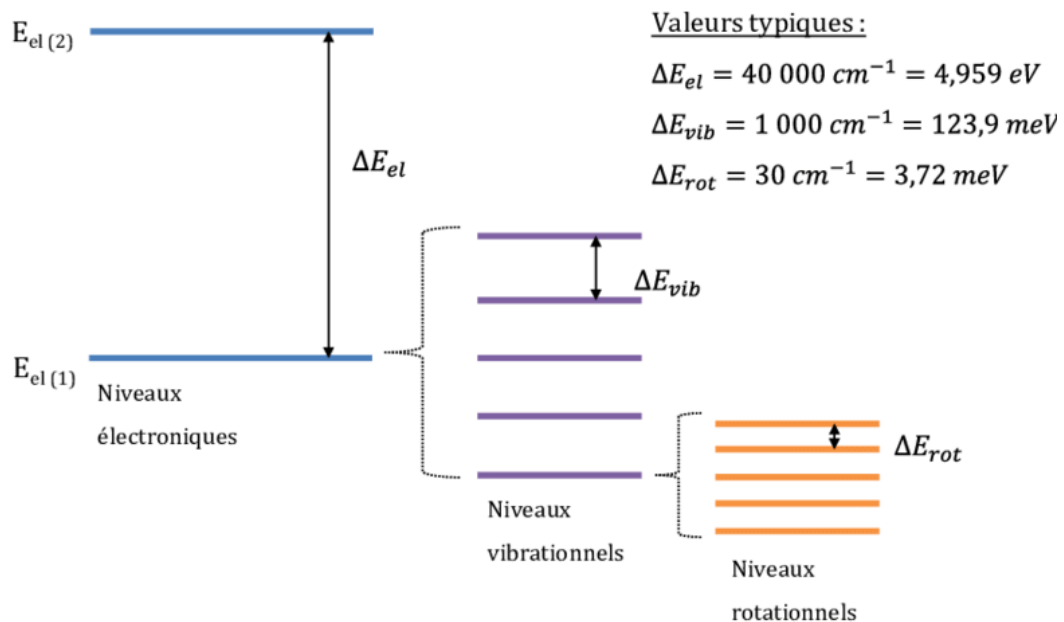 E_el (2)
Valeurs typiques :
ΔE_el = 40 000 cm⁻¹ = 4,959 eV
ΔE_vib = 1 000 cm⁻¹ = 123,9 meV
ΔE_rot = 30 cm⁻¹ = 3,72 meV
ΔE_el
ΔE_vib
E_el (1)
Niveaux
électroniques
ΔE_rot
Niveaux
vibrationnels
Niveaux
rotationnels